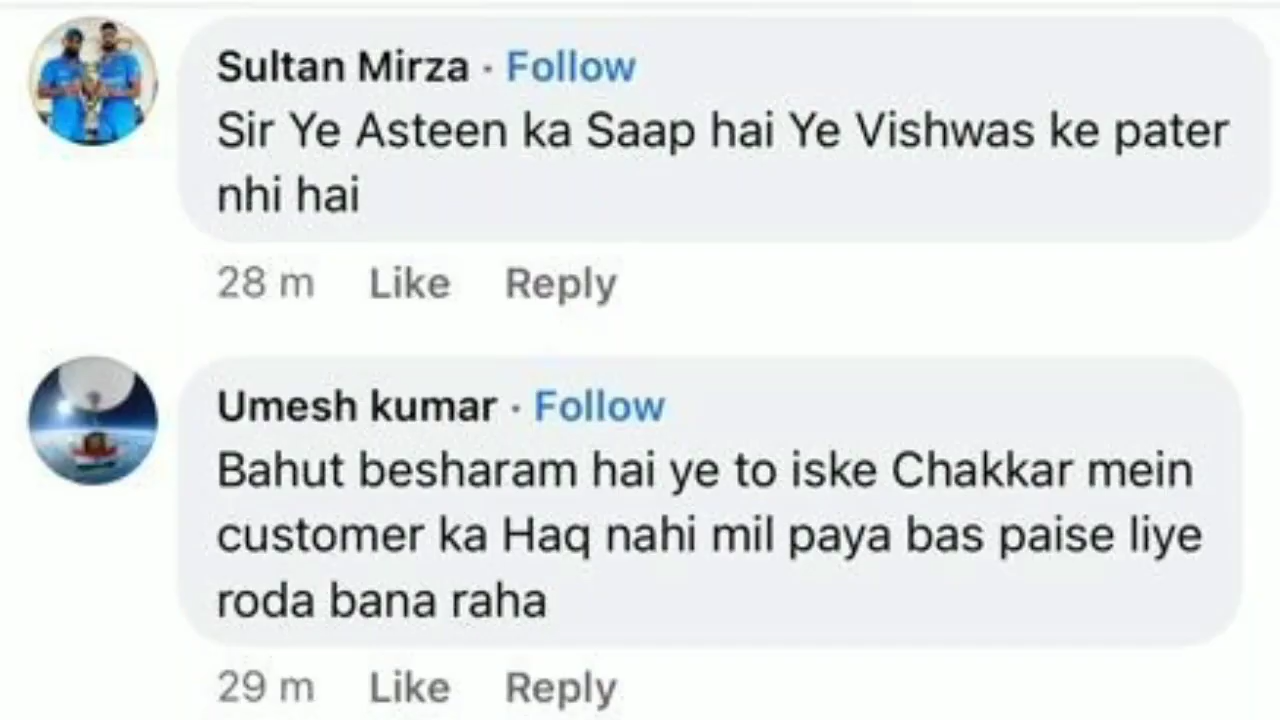 Sultan Mirza · Follow
Sir Ye Asteen ka Saap hai Ye Vishwas ke pater
nhi hai
28 m Like Reply
Umesh kumar · Follow
Bahut besharam hai ye to iske Chakkar mein
customer ka Haq nahi mil paya bas paise liye
roda bana raha
29 m Like Reply